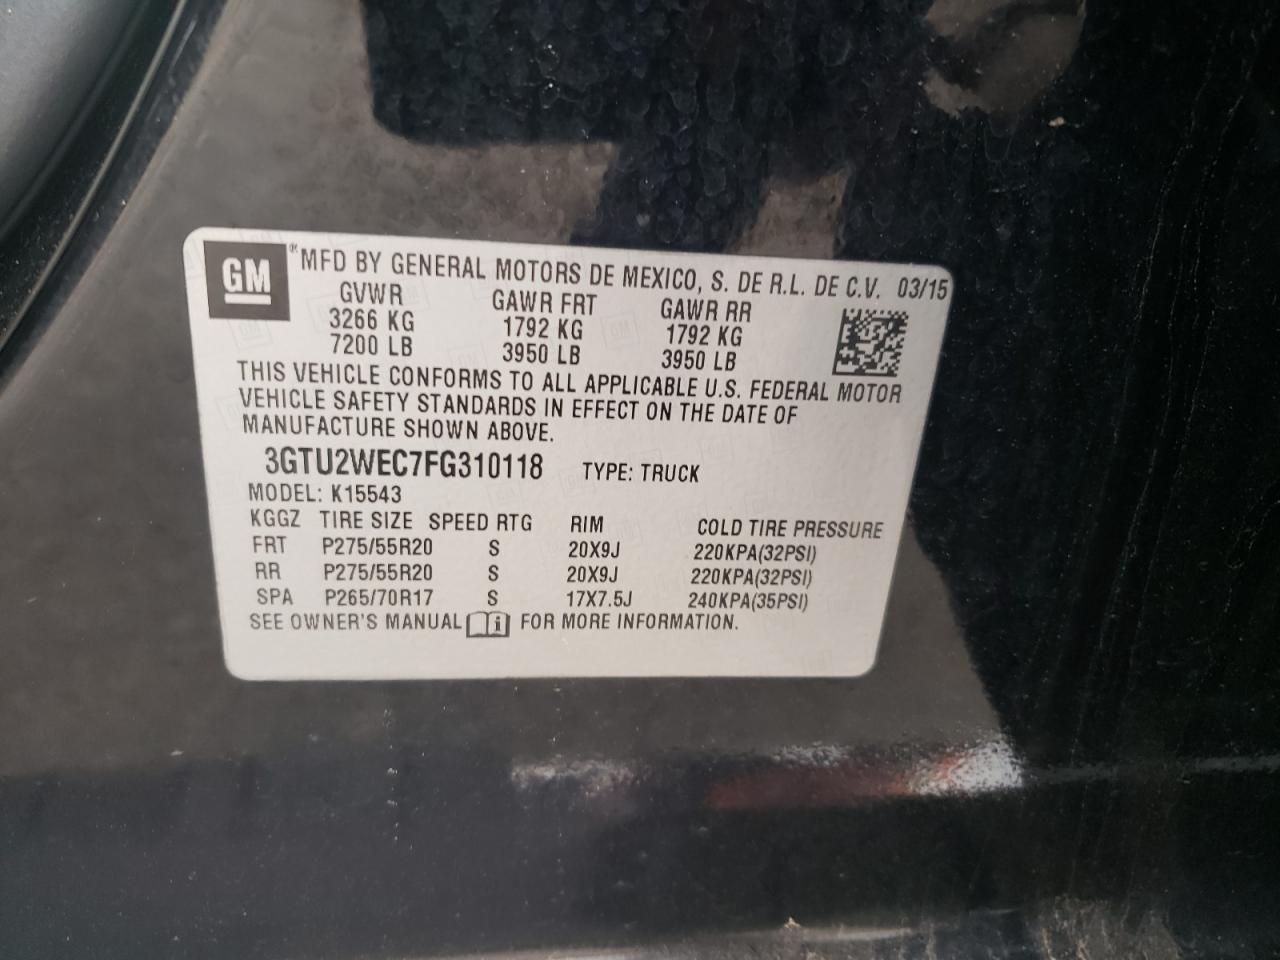 GM ® MFD BY GENERAL MOTORS DE MEXICO, S. DE R.L. DE C.V. 03/15
GVWR GAWR FRT GAWR RR
3266 KG 1792 KG 1792 KG
7200 LB 3950 LB 3950 LB
THIS VEHICLE CONFORMS TO ALL APPLICABLE U.S. FEDERAL MOTOR
VEHICLE SAFETY STANDARDS IN EFFECT ON THE DATE OF
MANUFACTURE SHOWN ABOVE.
3GTU2WEC7FG310118 TYPE: TRUCK
MODEL: K15543
KGGZ TIRE SIZE SPEED RTG RIM COLD TIRE PRESSURE
FRT P275/55R20 S 20X9J 220KPA(32PSI)
RR P275/55R20 S 20X9J 220KPA(32PSI)
SPA P265/70R17 S 17X7.5J 240KPA(35PSI)
SEE OWNER'S MANUAL i FOR MORE INFORMATION.